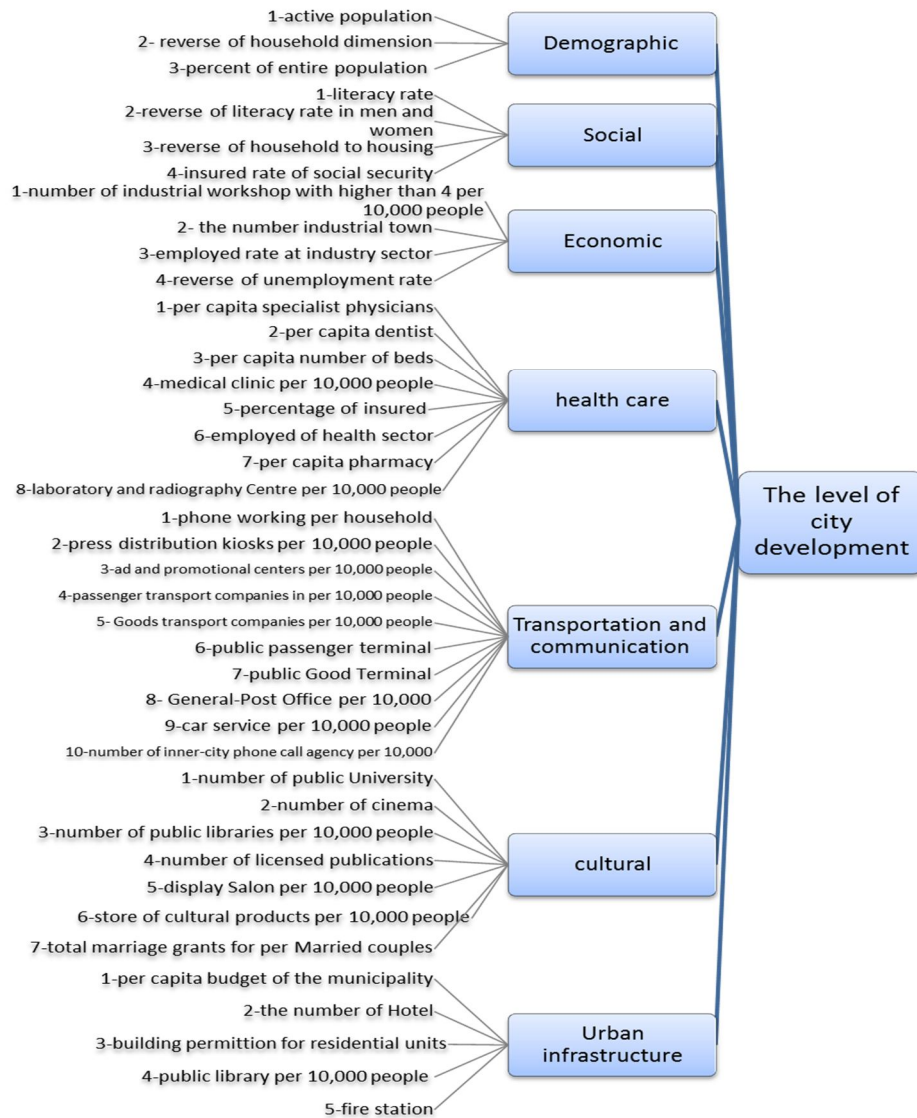 1-active population
2- reverse of household dimension
3-percent of entire population
Demographic
1-literacy rate
2-reverse of literacy rate in men and
women
3-reverse of household to housing
4-insured rate of social security
Social
1-number of industrial workshop with higher than 4 per
10,000 people
2- the number industrial town
3-employed rate at industry sector
4-reverse of unemployment rate
Economic
1-per capita specialist physicians
2-per capita dentist
3-per capita number of beds
4-medical clinic per 10,000 people
5-percentage of insured
6-employed of health sector
7-per capita pharmacy
8-laboratory and radiography Centre per 10,000 people
health care
1-phone working per household
2-press distribution kiosks per 10,000 people
3-ad and promotional centers per 10,000 people
4-passenger transport companies in per 10,000 people
5- Goods transport companies per 10,000 people
6-public passenger terminal
7-public Good Terminal
8- General-Post Office per 10,000
9-car service per 10,000 people
10-number of inner-city phone call agency per 10,000
Transportation and
communication
1-number of public University
2-number of cinema
3-number of public libraries per 10,000 people
4-number of licensed publications
5-display Salon per 10,000 people
6-store of cultural products per 10,000 people
7-total marriage grants for per Married couples
cultural
1-per capita budget of the municipality
2-the number of Hotel
3-building permittion for residential units
4-public library per 10,000 people
5-fire station
Urban
infrastructure
The level of
city
development